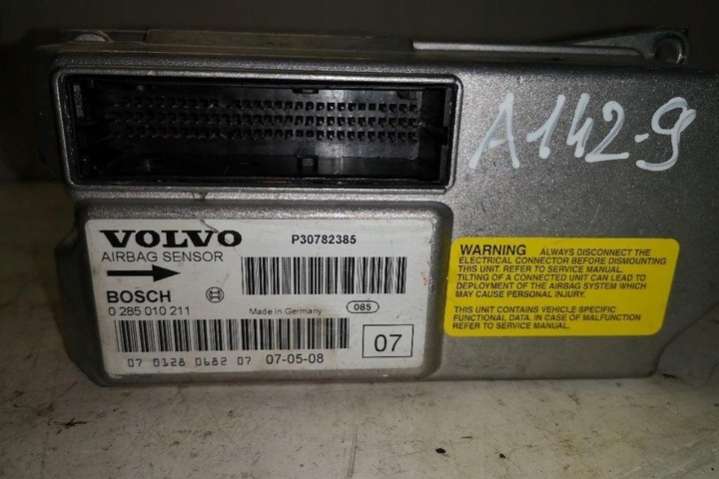 A142-9
VOLVO P30782385
AIRBAG SENSOR
BOSCH
0 285 010 211 Made in Germany 085
07
07 0128 0682 07 07-05-08
WARNING ALWAYS DISCONNECT THE
ELECTRICAL CONNECTOR BEFORE DISMOUNTING
THIS UNIT. REFER TO SERVICE MANUAL.
TILTING OF A CONNECTED UNIT CAN LEAD TO
DEPLOYMENT OF THE AIRBAG SYSTEM WHICH
MAY CAUSE PERSONAL INJURY.
THIS UNIT CONTAINS VEHICLE SPECIFIC
FUNCTIONAL DATA. IN CASE OF MALFUNCTION
REFER TO SERVICE MANUAL.